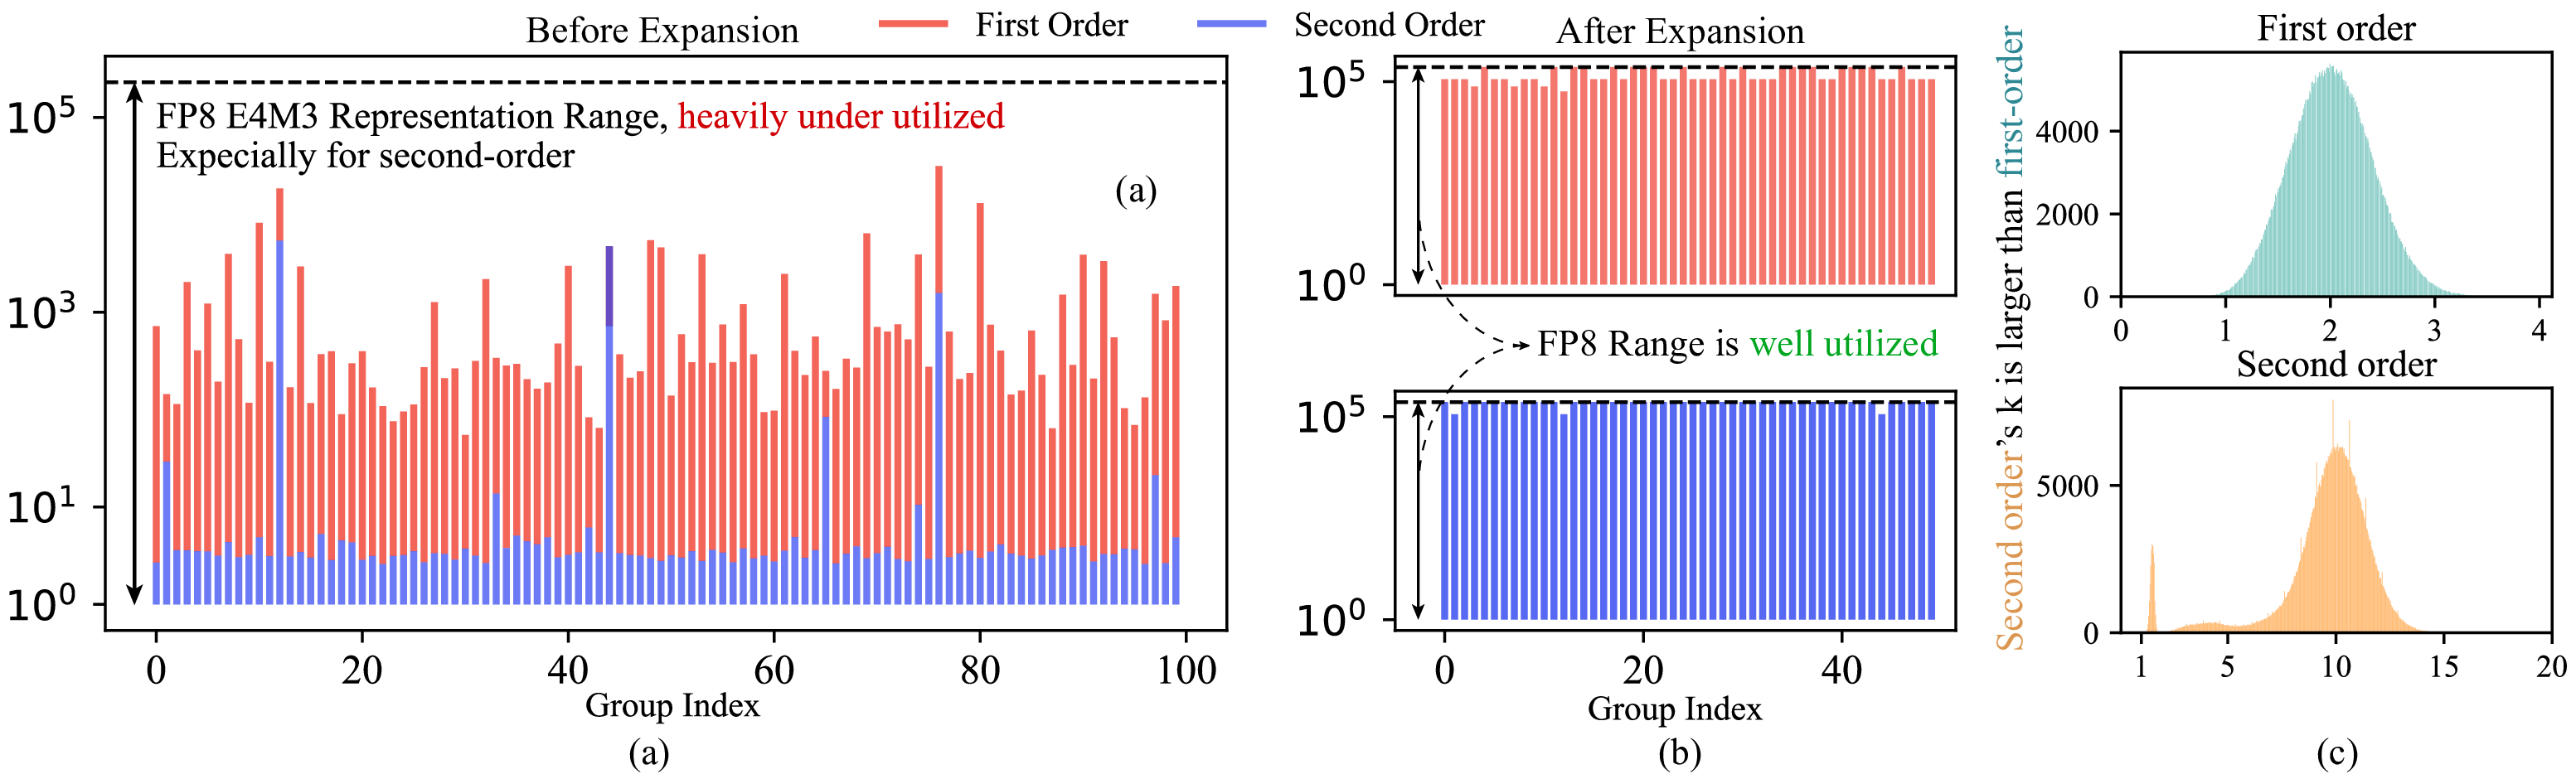 Before Expansion
First Order
Second Order
10^5
10^3
10^1
10^0
FP8 E4M3 Representation Range, heavily under utilized
Expecially for second-order
(a)
0 20 40 60 80 100
Group Index
(a)
After Expansion
10^5
10^0
FP8 Range is well utilized
10^5
10^0
0 20 40
Group Index
(b)
Second order's k is larger than first-order
First order
4000
2000
0
0 1 2 3 4
Second order
5000
0
1 5 10 15 20
(c)